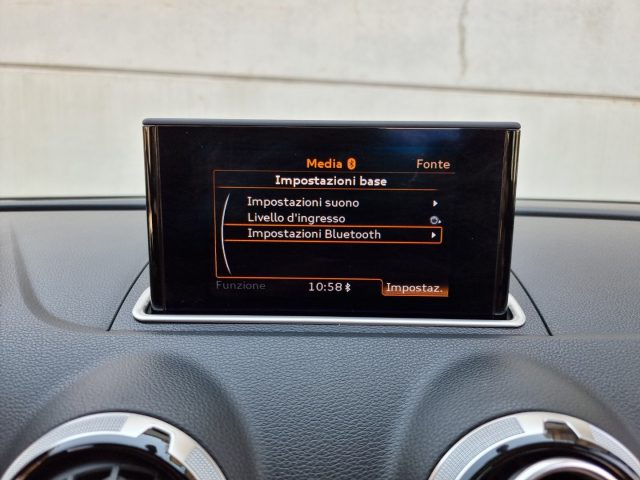 Media Fonte
Impostazioni base
Impostazioni suono
Livello d'ingresso
Impostazioni Bluetooth
Funzione 10:58 Impostaz.